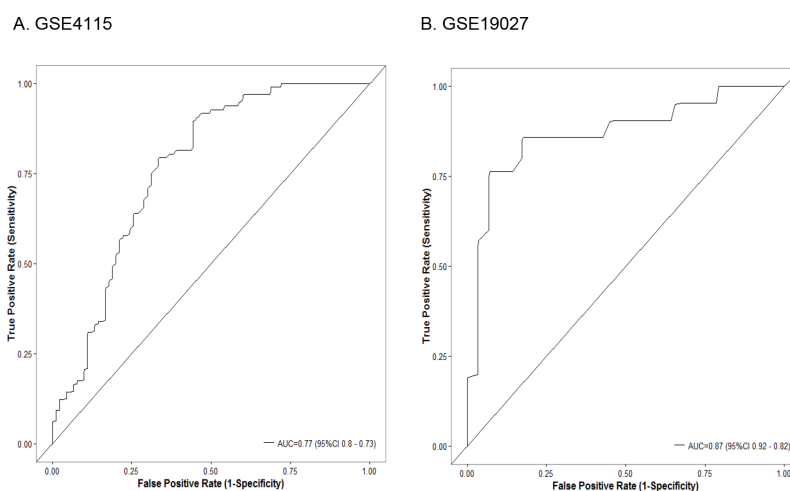 A. GSE4115
B. GSE19027
True Positive Rate (Sensitivity)
1.00
0.75
0.50
0.25
0.00
AUC=0.77 (95%CI 0.8 - 0.73)
0.00 0.25 0.50 0.75 1.00
False Positive Rate (1-Specificity)
True Positive Rate (Sensitivity)
1.00
0.75
0.50
0.25
0.00
AUC=0.87 (95%CI 0.92 - 0.82)
0.00 0.25 0.50 0.75 1.00
False Positive Rate (1-Specificity)